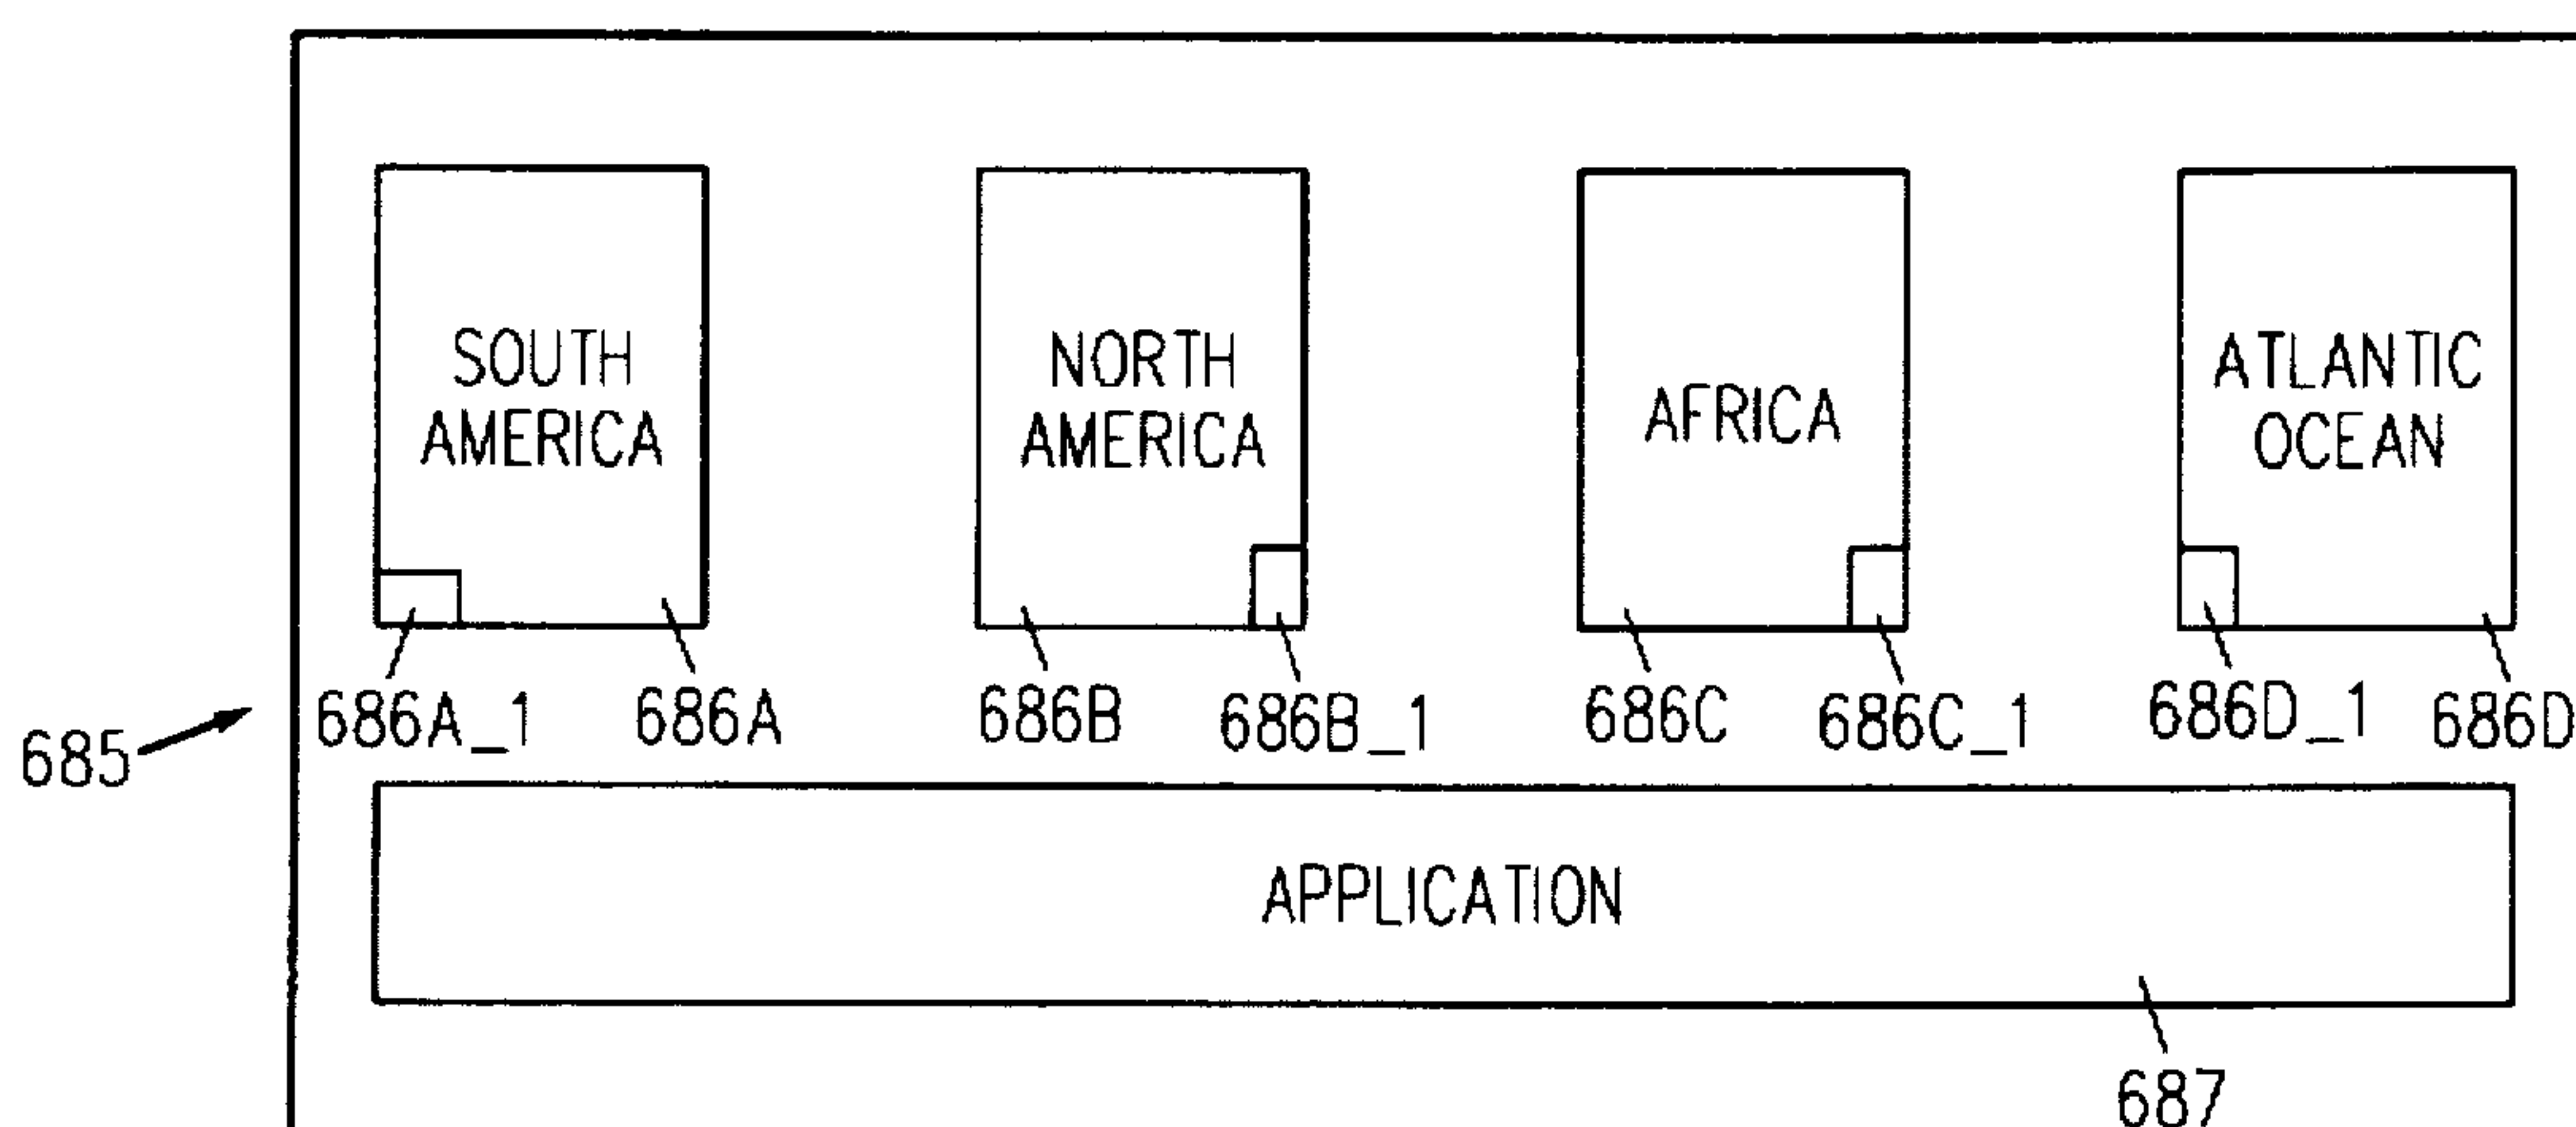 SOUTH
AMERICA
NORTH
AMERICA
AFRICA
ATLANTIC
OCEAN
686A_1
686A
686B
686B_1
686C
686C_1
686D_1
686D
685
APPLICATION
687